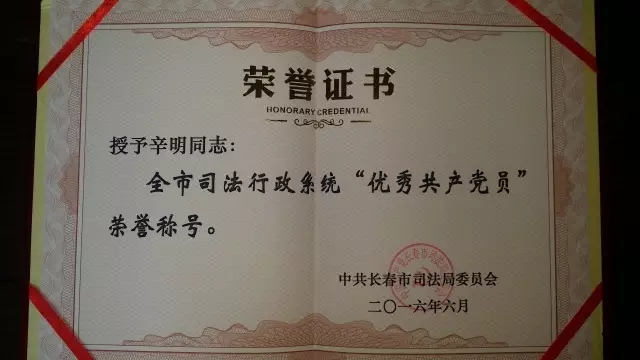 荣誉证书
HONORARY CREDENTIAL
授予辛明同志：
全市司法行政系统“优秀共产党员”
荣誉称号。
中共长春市司法局委员会
二〇一六年六月